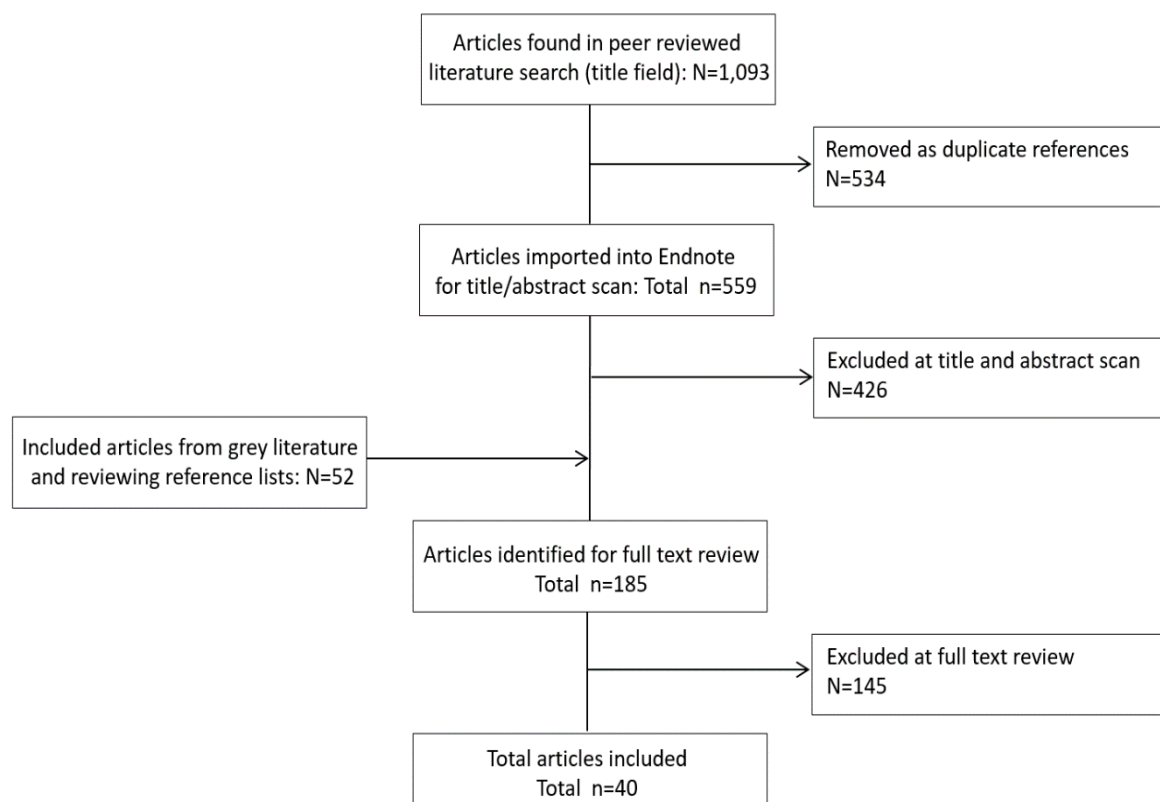 Articles found in peer reviewed
literature search (title field): N=1,093
Removed as duplicate references
N=534
Articles imported into Endnote
for title/abstract scan: Total n=559
Excluded at title and abstract scan
N=426
Included articles from grey literature
and reviewing reference lists: N=52
Articles identified for full text review
Total n=185
Excluded at full text review
N=145
Total articles included
Total n=40